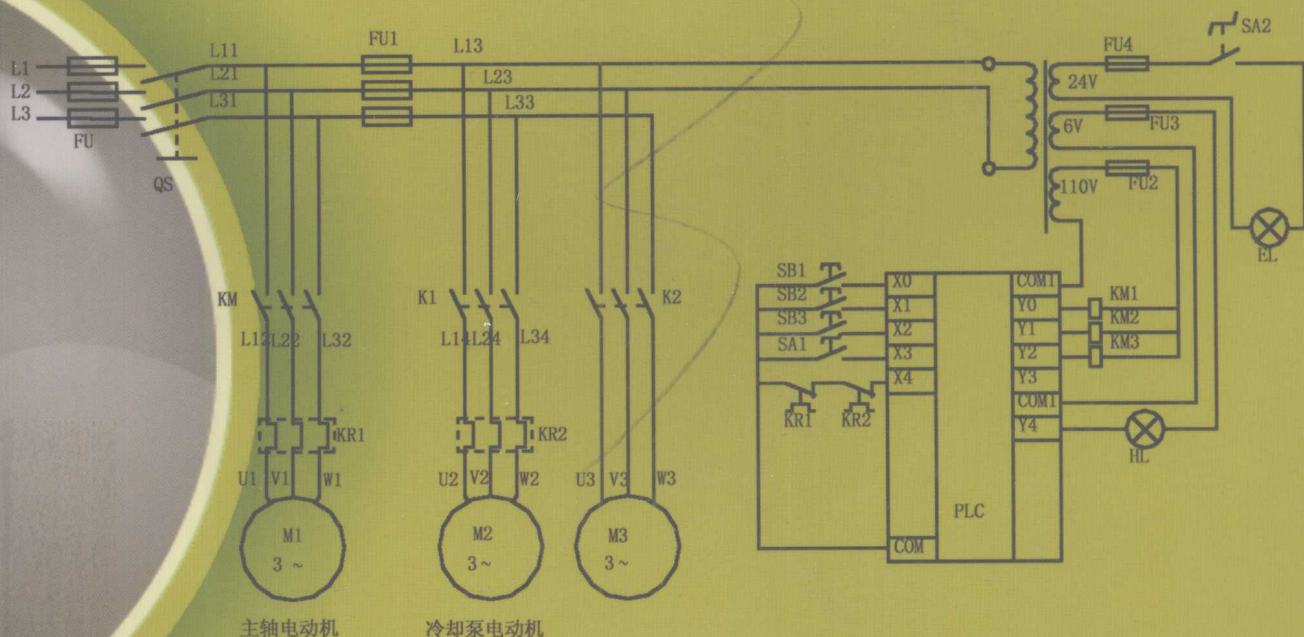 SA2
FU1
L13
FU4
L11
L1
L21
L23
24V
L2
L31
L33
L3
FU
6V
FU3
QS
110V
FU2
EL
SB1
X0
COM1
KM
K1
K2
SB2
X1
Y0
KM1
SB3
X2
Y1
KM2
L12
L22
L32
L14
L24
L34
SA1
X3
Y2
KM3
X4
Y3
COM1
KR1
KR2
Y4
KR1
KR2
HL
U1
V1
W1
U2
V2
W2
U3
V3
W3
PLC
M1
3 ~
M2
3 ~
M3
3 ~
COM
主轴电动机
冷却泵电动机